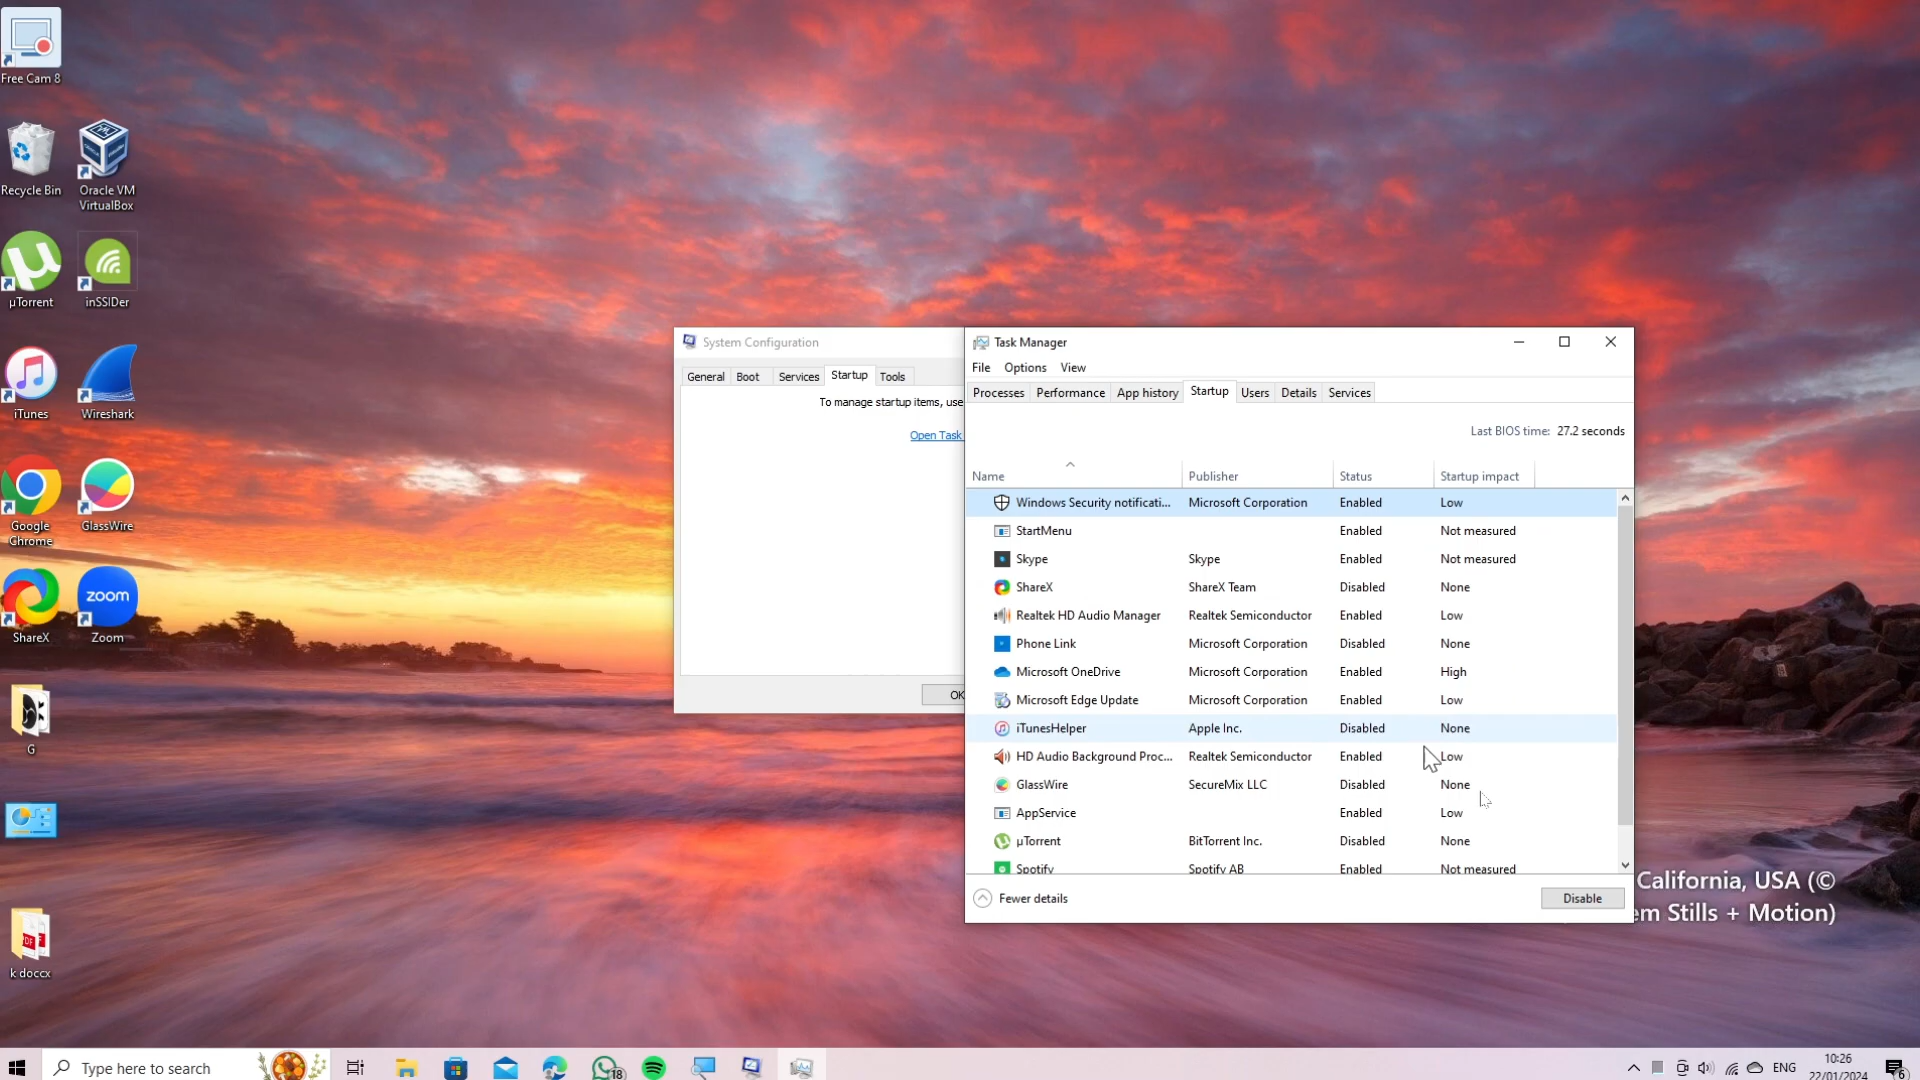 Free Cam 8
Recycle Bin
Oracle VM
VirtualBox
µTorrent
inSSIDer
iTunes
Wireshark
Google
Chrome
GlassWire
ShareX
zoom
Zoom
G
PDF
k doccx
System Configuration
General Boot Services Startup Tools
To manage startup items, use
Open Task
OK
Task Manager
File Options View
Processes Performance App history Startup Users Details Services
Last BIOS time: 27.2 seconds
Name Publisher Status Startup impact
Windows Security notificati... Microsoft Corporation Enabled Low
StartMenu Enabled Not measured
Skype Skype Enabled Not measured
ShareX ShareX Team Disabled None
Realtek HD Audio Manager Realtek Semiconductor Enabled Low
Phone Link Microsoft Corporation Disabled None
Microsoft OneDrive Microsoft Corporation Enabled High
Microsoft Edge Update Microsoft Corporation Enabled Low
iTunesHelper Apple Inc. Disabled None
HD Audio Background Proc... Realtek Semiconductor Enabled Low
GlassWire SecureMix LLC Disabled None
AppService Enabled Low
µTorrent BitTorrent Inc. Disabled None
Spotify Spotify AB Enabled Not measured
Fewer details Disable
California, USA (©
em Stills + Motion)
Type here to search
18
ENG
10:26
22/01/2024
6